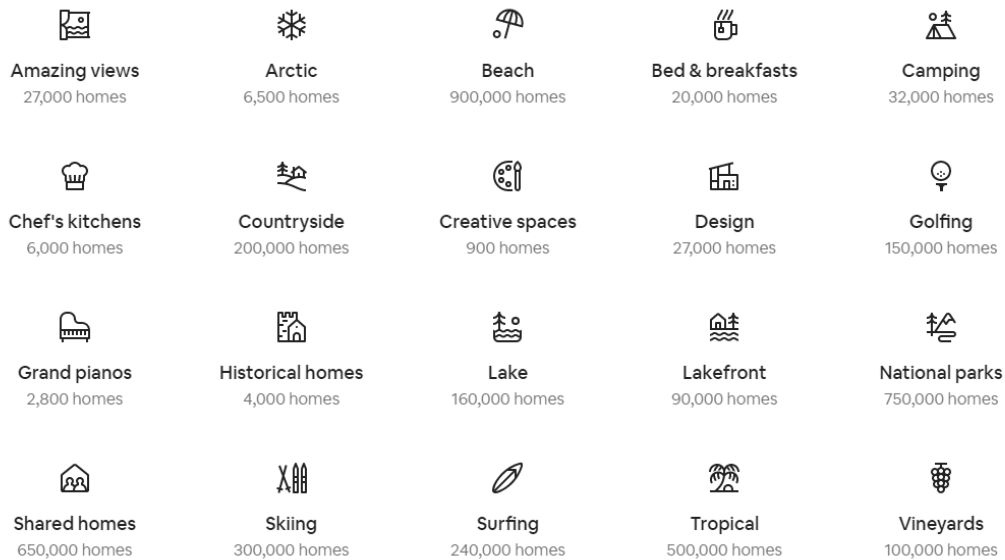 Amazing views
27,000 homes
Arctic
6,500 homes
Beach
900,000 homes
Bed & breakfasts
20,000 homes
Camping
32,000 homes
Chef's kitchens
6,000 homes
Countryside
200,000 homes
Creative spaces
900 homes
Design
27,000 homes
Golfing
150,000 homes
Grand pianos
2,800 homes
Historical homes
4,000 homes
Lake
160,000 homes
Lakefront
90,000 homes
National parks
750,000 homes
Shared homes
650,000 homes
Skiing
300,000 homes
Surfing
240,000 homes
Tropical
500,000 homes
Vineyards
100,000 homes